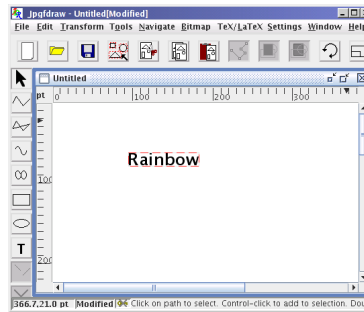 Jpgfdraw - Untitled[Modified]
File Edit Transform Tools Navigate Bitmap TeX/LaTeX Settings Window Help
Untitled
pt 0 100 200 300
Rainbow
100
200
T
366.7,21.0 pt Modified Click on path to select. Control-click to add to selection. Dou